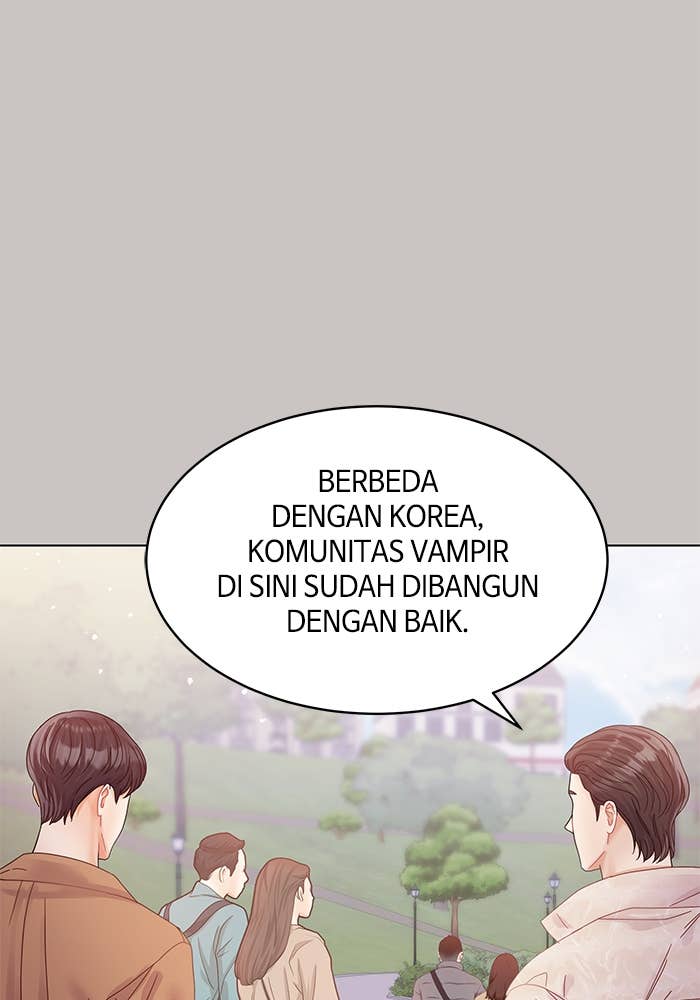 BERBEDA
DENGAN KOREA,
KOMUNITAS VAMPIR
DI SINI SUDAH DIBANGUN
DENGAN BAIK.